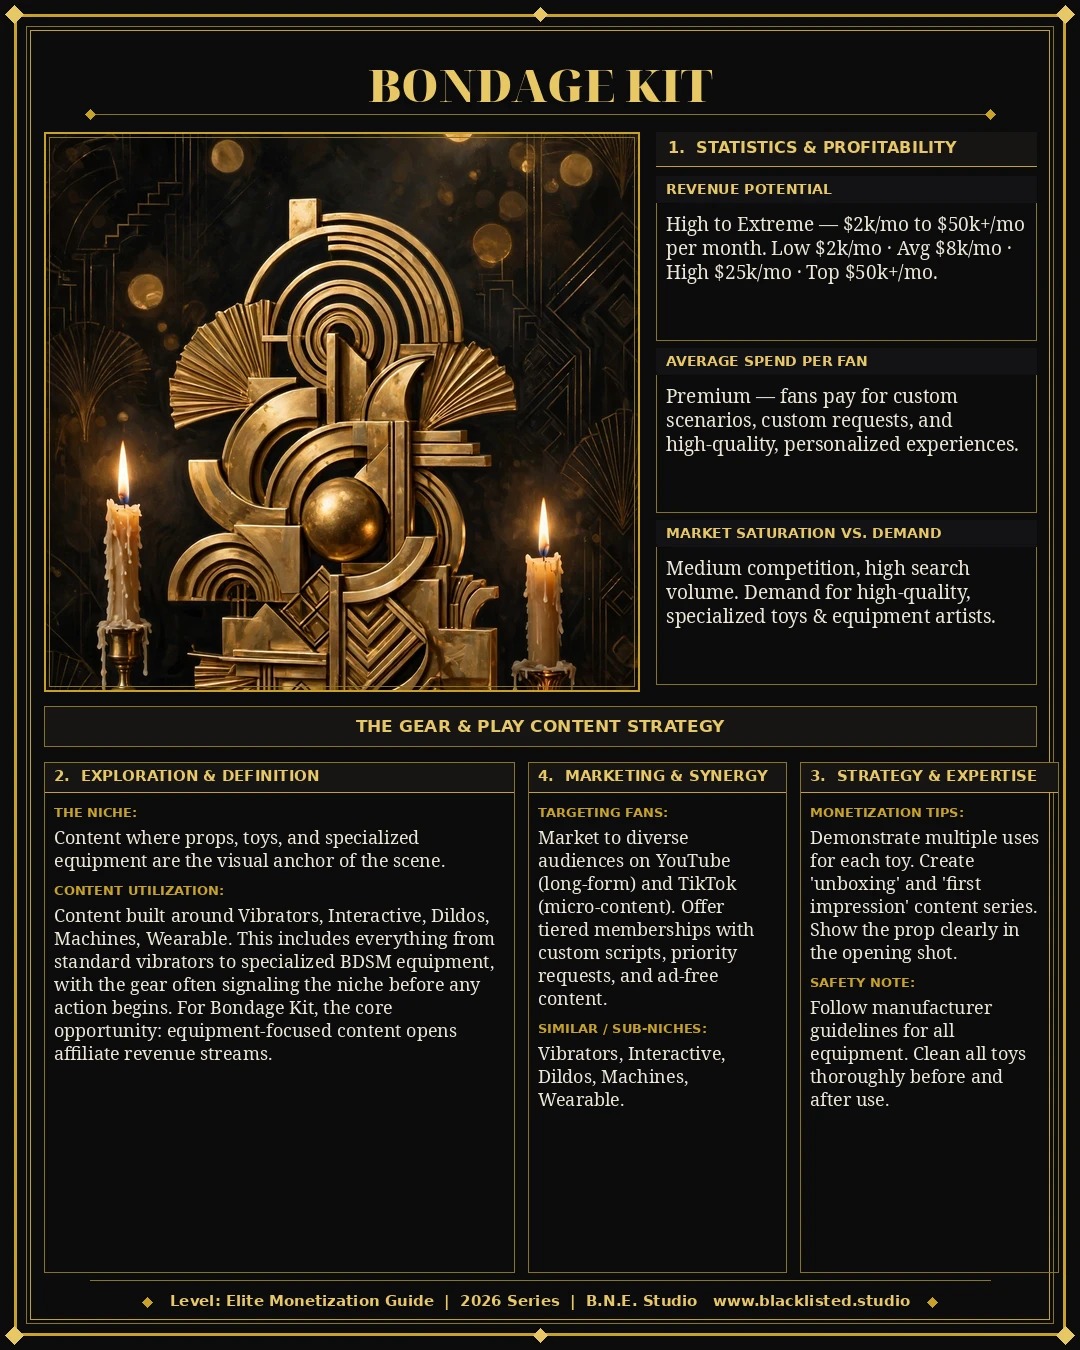 BONDAGE KIT
1. STATISTICS & PROFITABILITY
REVENUE POTENTIAL
High to Extreme — $2k/mo to $50k+/mo
per month. Low $2k/mo · Avg $8k/mo ·
High $25k/mo · Top $50k+/mo.
AVERAGE SPEND PER FAN
Premium — fans pay for custom
scenarios, custom requests, and
high-quality, personalized experiences.
MARKET SATURATION VS. DEMAND
Medium competition, high search
volume. Demand for high-quality,
specialized toys & equipment artists.
THE GEAR & PLAY CONTENT STRATEGY
2. EXPLORATION & DEFINITION
THE NICHE:
Content where props, toys, and specialized
equipment are the visual anchor of the scene.
CONTENT UTILIZATION:
Content built around Vibrators, Interactive, Dildos,
Machines, Wearable. This includes everything from
standard vibrators to specialized BDSM equipment,
with the gear often signaling the niche before any
action begins. For Bondage Kit, the core
opportunity: equipment-focused content opens
affiliate revenue streams.
4. MARKETING & SYNERGY
TARGETING FANS:
Market to diverse
audiences on YouTube
(long-form) and TikTok
(micro-content). Offer
tiered memberships with
custom scripts, priority
requests, and ad-free
content.
SIMILAR / SUB-NICHES:
Vibrators, Interactive,
Dildos, Machines,
Wearable.
3. STRATEGY & EXPERTISE
MONETIZATION TIPS:
Demonstrate multiple uses
for each toy. Create
'unboxing' and 'first
impression' content series.
Show the prop clearly in
the opening shot.
SAFETY NOTE:
Follow manufacturer
guidelines for all
equipment. Clean all toys
thoroughly before and
after use.
Level: Elite Monetization Guide | 2026 Series | B.N.E. Studio www.blacklisted.studio